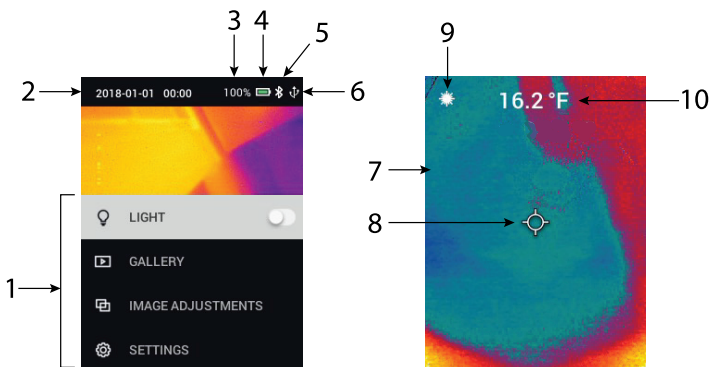 3
4
5
9
2
2018-01-01 00:00 100%
6
16.2 °F
10
7
LIGHT
8
GALLERY
1
IMAGE ADJUSTMENTS
SETTINGS